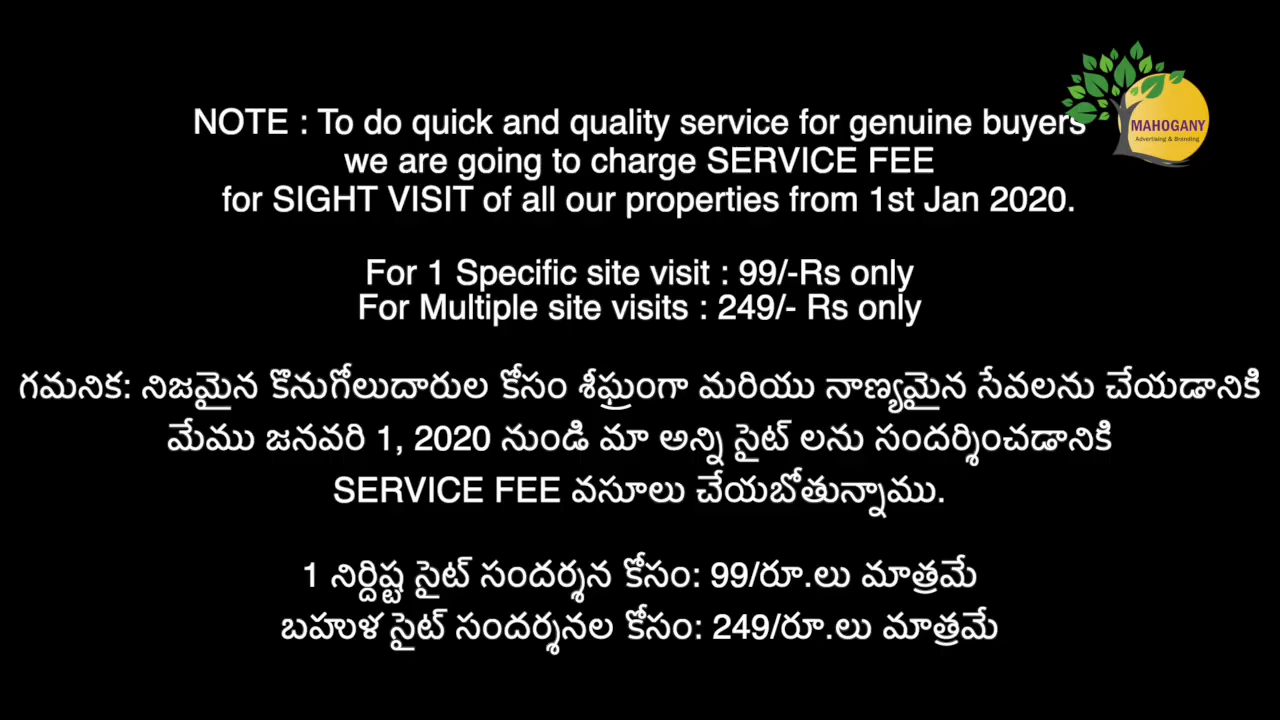 NOTE : To do quick and quality service for genuine buyers
we are going to charge SERVICE FEE
for SIGHT VISIT of all our properties from 1st Jan 2020.
MAHOGANY
Advertising & Branding
For 1 Specific site visit : 99/-Rs only
For Multiple site visits : 249/- Rs only
గమనిక: నిజమైన కొనుగోలుదారుల కోసం శీఘ్రంగా మరియు నాణ్యమైన సేవలను చేయడానికి
మేము జనవరి 1, 2020 నుండి మా అన్ని సైట్ లను సందర్శించడానికి
SERVICE FEE వసూలు చేయబోతున్నాము.
1 నిర్దిష్ట సైట్ సందర్శన కోసం: 99/రూ.లు మాత్రమే
బహుళ సైట్ సందర్శనల కోసం: 249/రూ.లు మాత్రమే